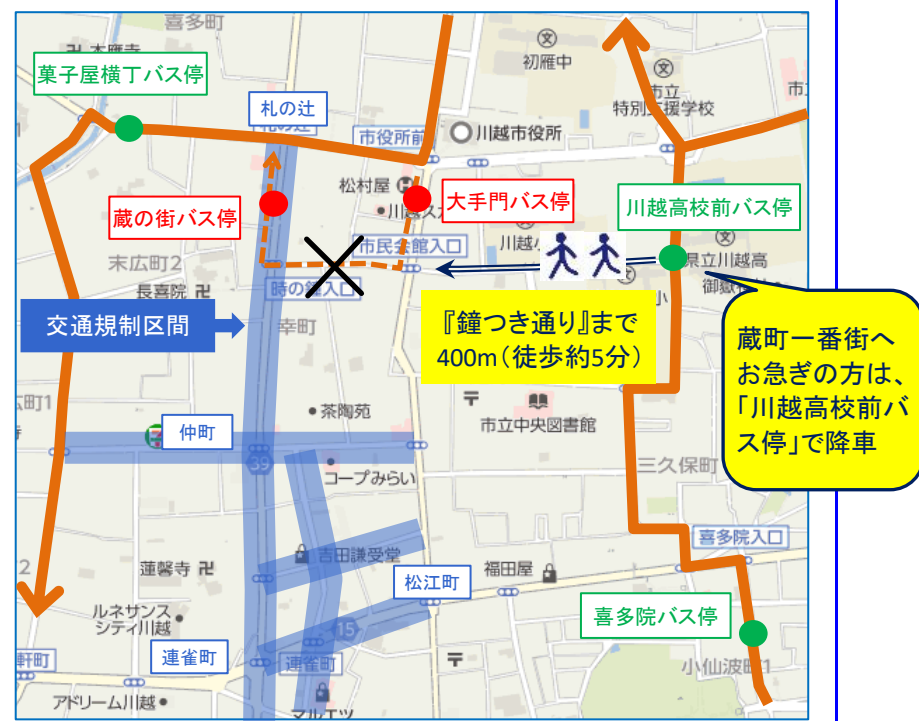 喜多町
菓子屋横丁バス停
札の辻
市役所前
川越市役所
初雁中
市立
特別支援学校
松村屋
大手門バス停
川越高校前バス停
蔵の街バス停
市民会館入口
川越小
県立川越高
末広町2
長喜院
時の鐘入口
小
交通規制区間
幸町
『鐘つき通り』まで
400m(徒歩約5分)
蔵町一番街へ
お急ぎの方は、
「川越高校前バ
ス停」で降車
茶陶苑
市立中央図書館
仲町
39
コープみらい
三久保町
喜多院入口
吉田謙受堂
蓮馨寺
福田屋
松江町
ルネサンス
シティ川越
喜多院バス停
15
連雀町
連雀町
小仙波町1
アドリーム川越
マルエツ